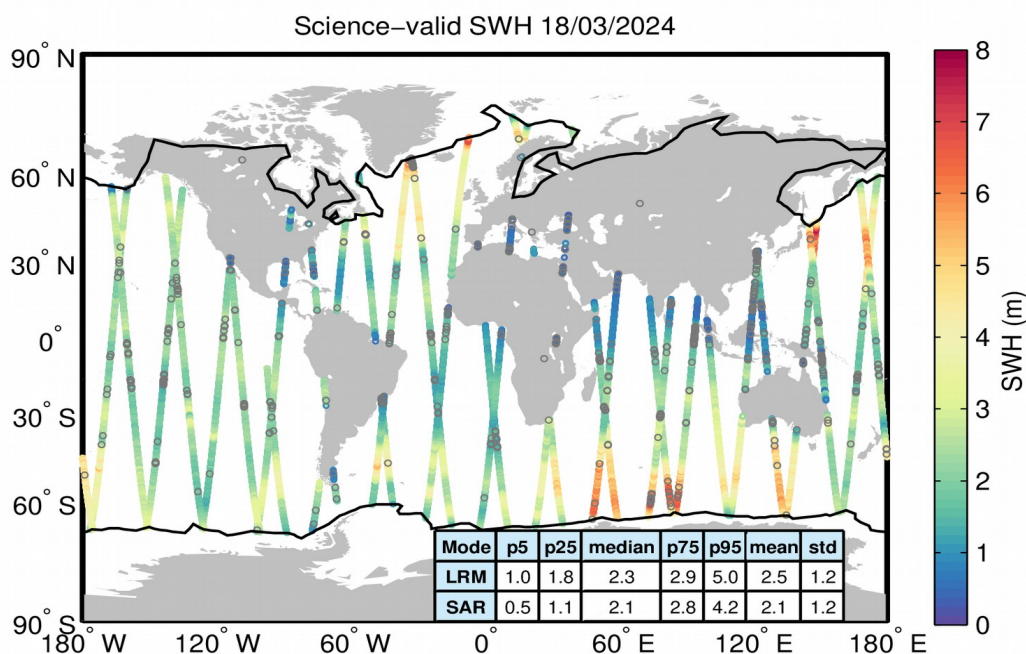 Science−valid SWH 18/03/2024
90° N
60° N
30° N
0°
30° S
60° S
90° S
180° W
120° W
60° W
0°
60° E
120° E
180° E
8
7
6
5
4
3
2
1
0
SWH (m)
Mode p5 p25 median p75 p95 mean std
LRM 1.0 1.8 2.3 2.9 5.0 2.5 1.2
SAR 0.5 1.1 2.1 2.8 4.2 2.1 1.2